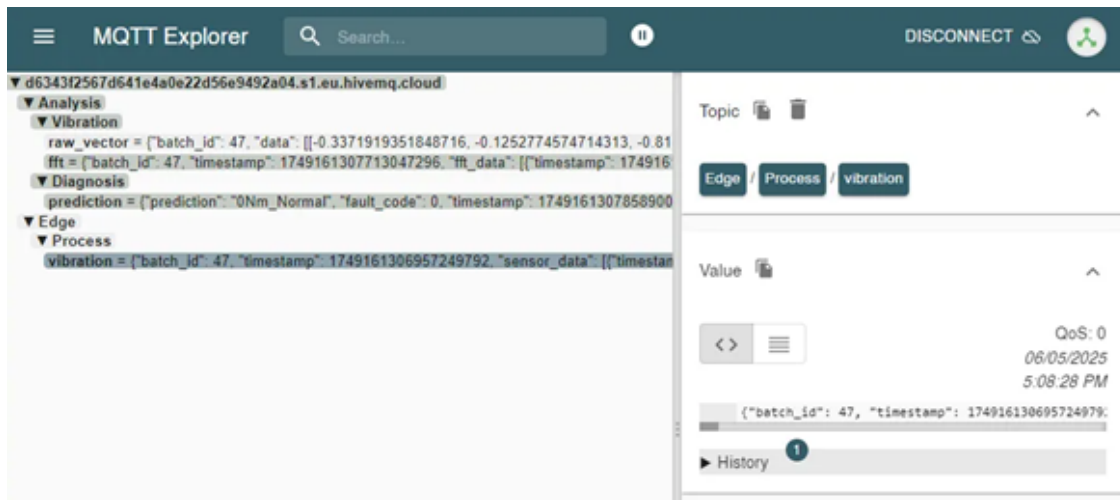 MQTT Explorer
Search...
DISCONNECT
▼ d6343f2567d641e4a0e22d56e9492a04.s1.eu.hivemq.cloud
▼ Analysis
▼ Vibration
raw_vector = {"batch_id": 47, "data": [[-0.33719193518487​16, -0.1252774574714313, -0.81
fft = {"batch_id": 47, "timestamp": 1749161307713047296, "fft_data": [[{"timestamp": 174916
▼ Diagnosis
prediction = {"prediction": "0Nm_Normal", "fault_code": 0, "timestamp": 1749161307858900
▼ Edge
▼ Process
vibration = {"batch_id": 47, "timestamp": 1749161306957249792, "sensor_data": [{"timestan
Topic
Edge / Process / vibration
Value
QoS: 0
06/05/2025
5:08:28 PM
{"batch_id": 47, "timestamp": 174916130695724979
▶ History 1